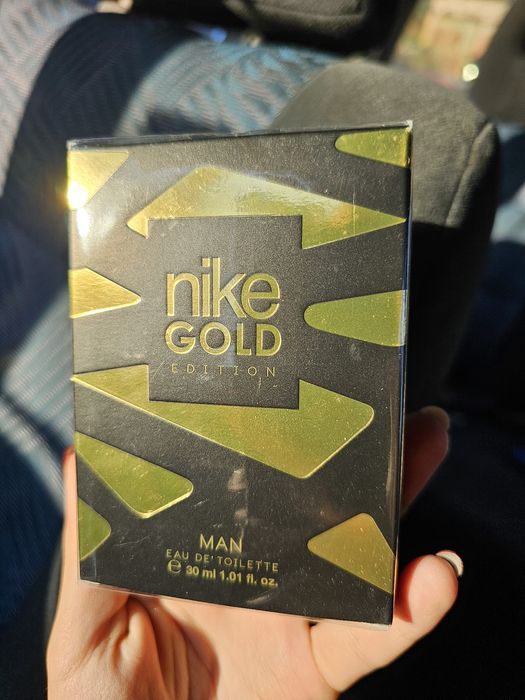 nike
GOLD
EDITION
MAN
EAU DE TOILETTE
℮ 30 ml 1.01 fl. oz.